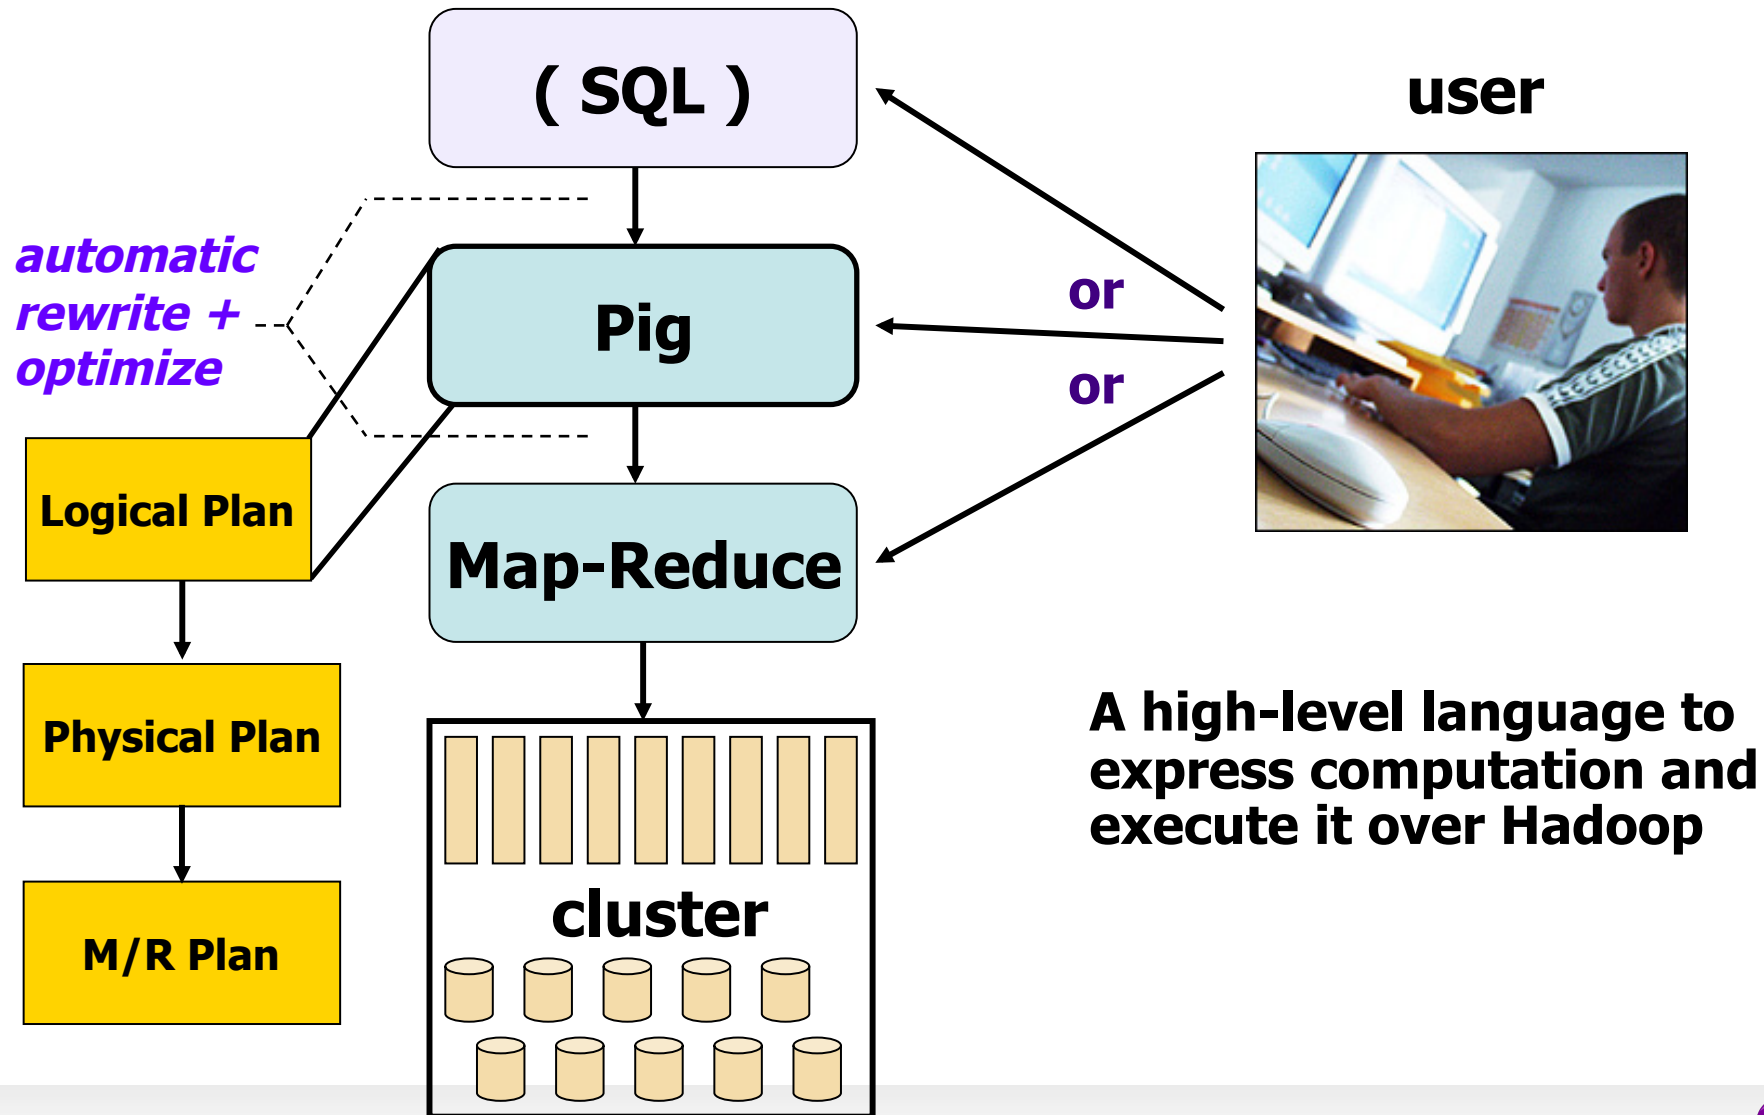 ( SQL )
user
automatic
rewrite +
optimize
Pig
or
or
Logical Plan
Map-Reduce
Physical Plan
A high-level language to
express computation and
execute it over Hadoop
cluster
M/R Plan